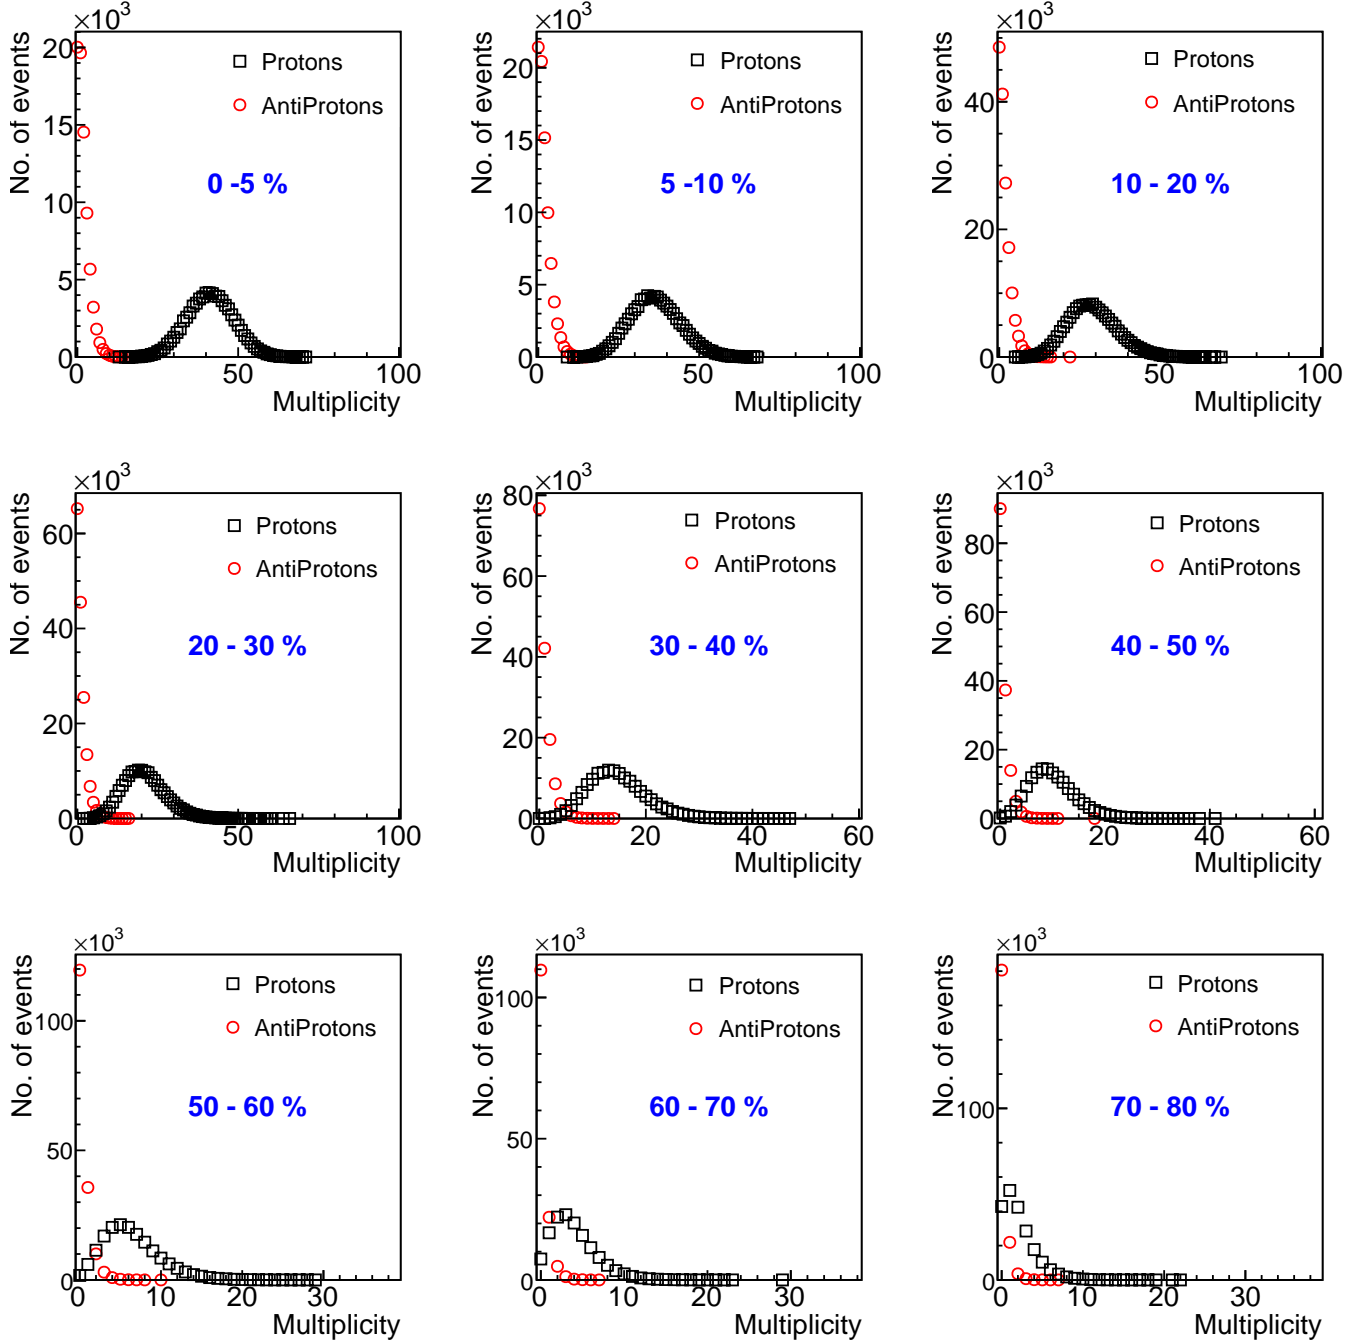 ×10³
No. of events
20
15
10
5
0
Protons
AntiProtons
0 -5 %
0 50 100
Multiplicity
×10³
No. of events
20
15
10
5
0
Protons
AntiProtons
5 -10 %
0 50 100
Multiplicity
×10³
No. of events
40
20
0
Protons
AntiProtons
10 - 20 %
0 50 100
Multiplicity
×10³
No. of events
60
40
20
0
Protons
AntiProtons
20 - 30 %
0 50 100
Multiplicity
×10³
No. of events
80
60
40
20
0
Protons
AntiProtons
30 - 40 %
0 20 40 60
Multiplicity
×10³
No. of events
80
60
40
20
0
Protons
AntiProtons
40 - 50 %
0 20 40 60
Multiplicity
×10³
No. of events
100
50
0
Protons
AntiProtons
50 - 60 %
0 10 20 30
Multiplicity
×10³
No. of events
100
50
0
Protons
AntiProtons
60 - 70 %
0 10 20 30
Multiplicity
×10³
No. of events
100
0
Protons
AntiProtons
70 - 80 %
0 10 20 30
Multiplicity